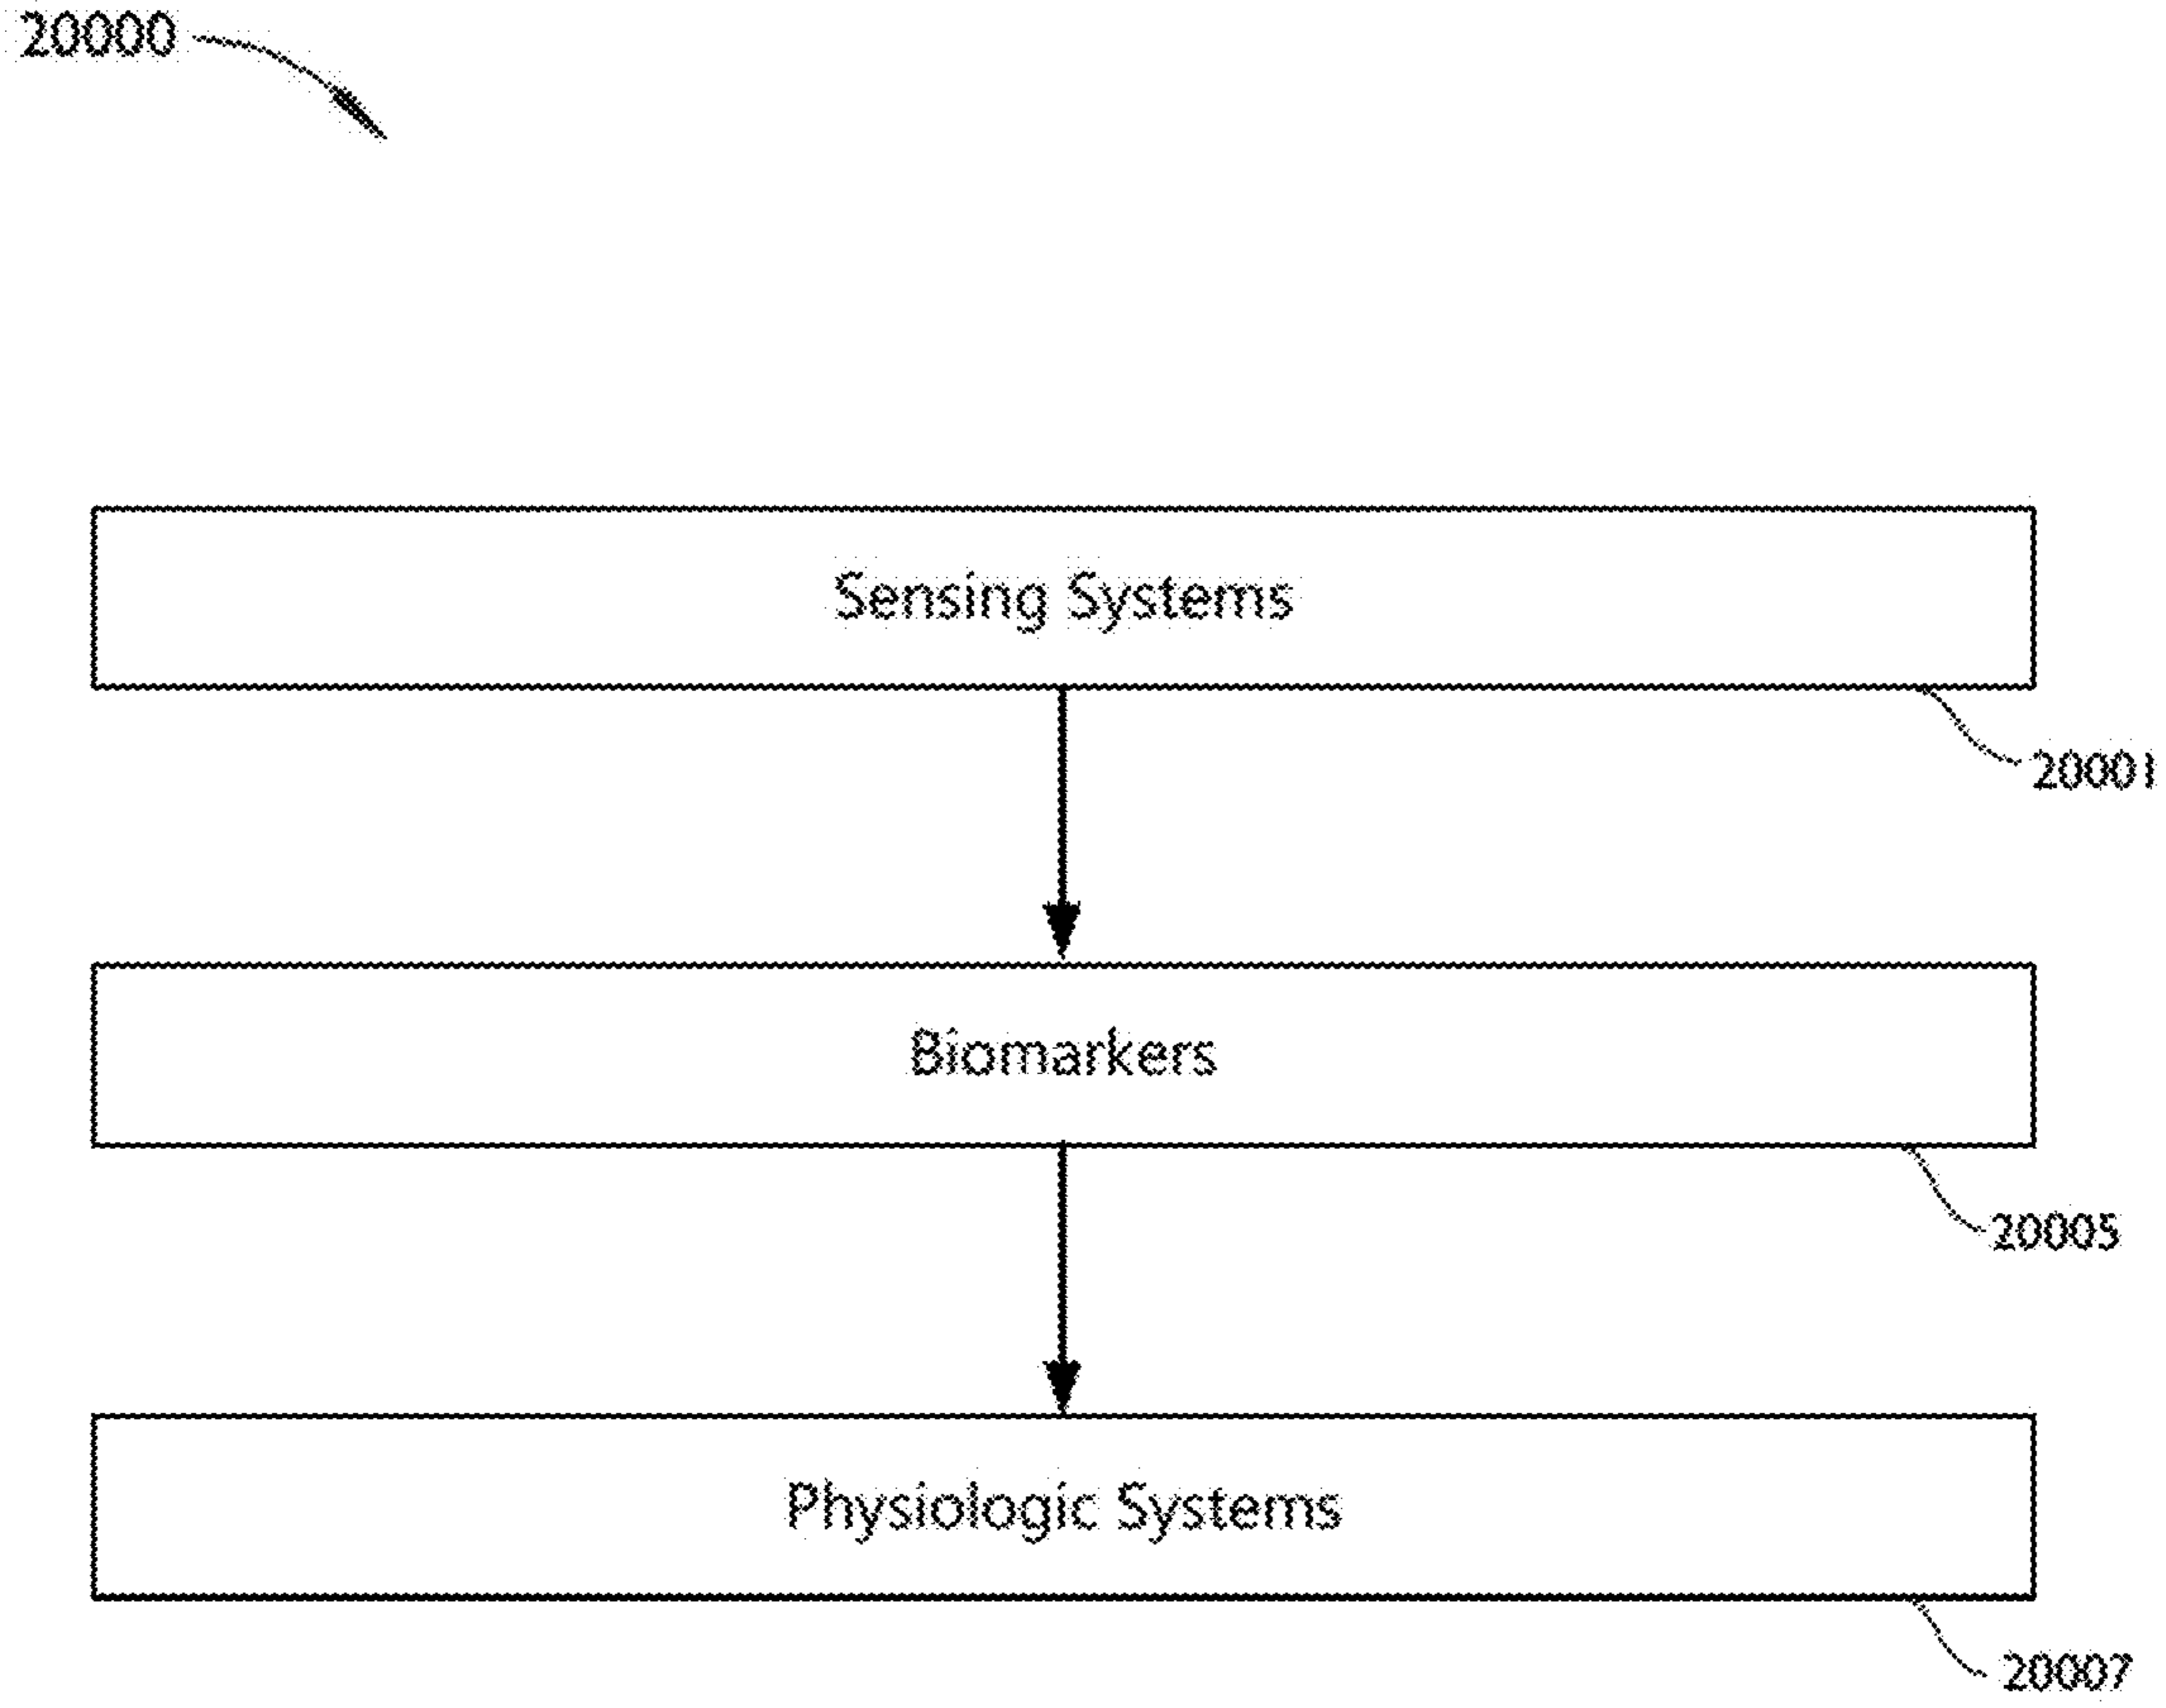 20000
Sensing Systems
20001
Biomarkers
20005
Physiologic Systems
20007